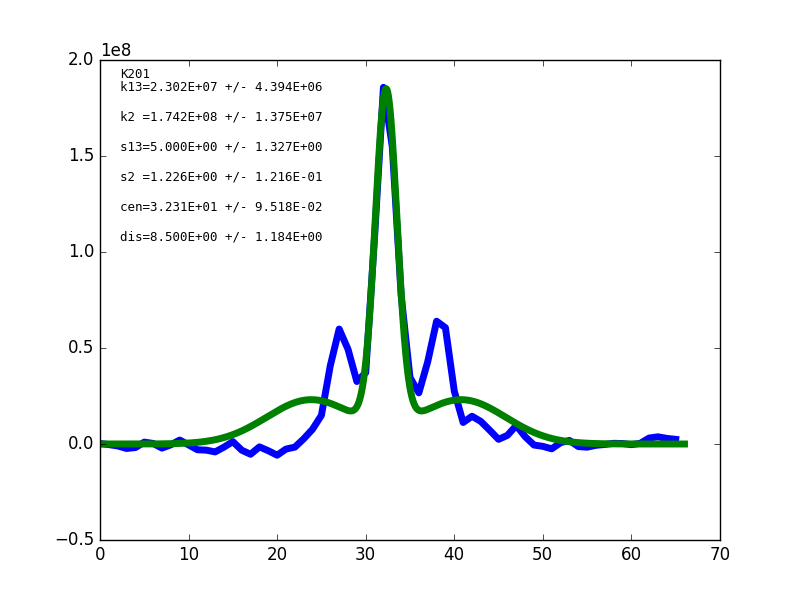 1e8
2.0
K201
k13=2.302E+07 +/- 4.394E+06
k2 =1.742E+08 +/- 1.375E+07
1.5
s13=5.000E+00 +/- 1.327E+00
s2 =1.226E+00 +/- 1.216E-01
cen=3.231E+01 +/- 9.518E-02
dis=8.500E+00 +/- 1.184E+00
1.0
0.5
0.0
−0.5
0 10 20 30 40 50 60 70